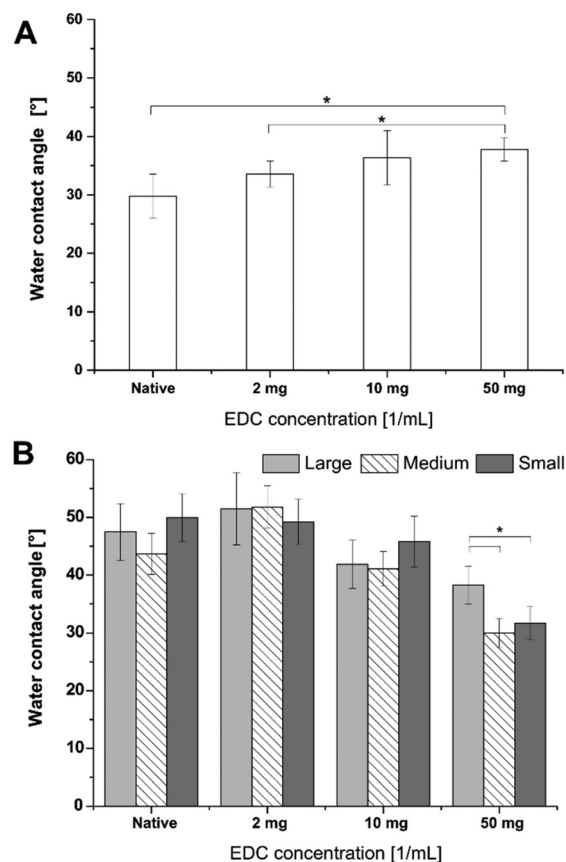 A
Water contact angle [°]
60
50
40
30
20
10
0
*
*
Native 2 mg 10 mg 50 mg
EDC concentration [1/mL]
B
Water contact angle [°]
60
50
40
30
20
10
0
Large Medium Small
*
Native 2 mg 10 mg 50 mg
EDC concentration [1/mL]